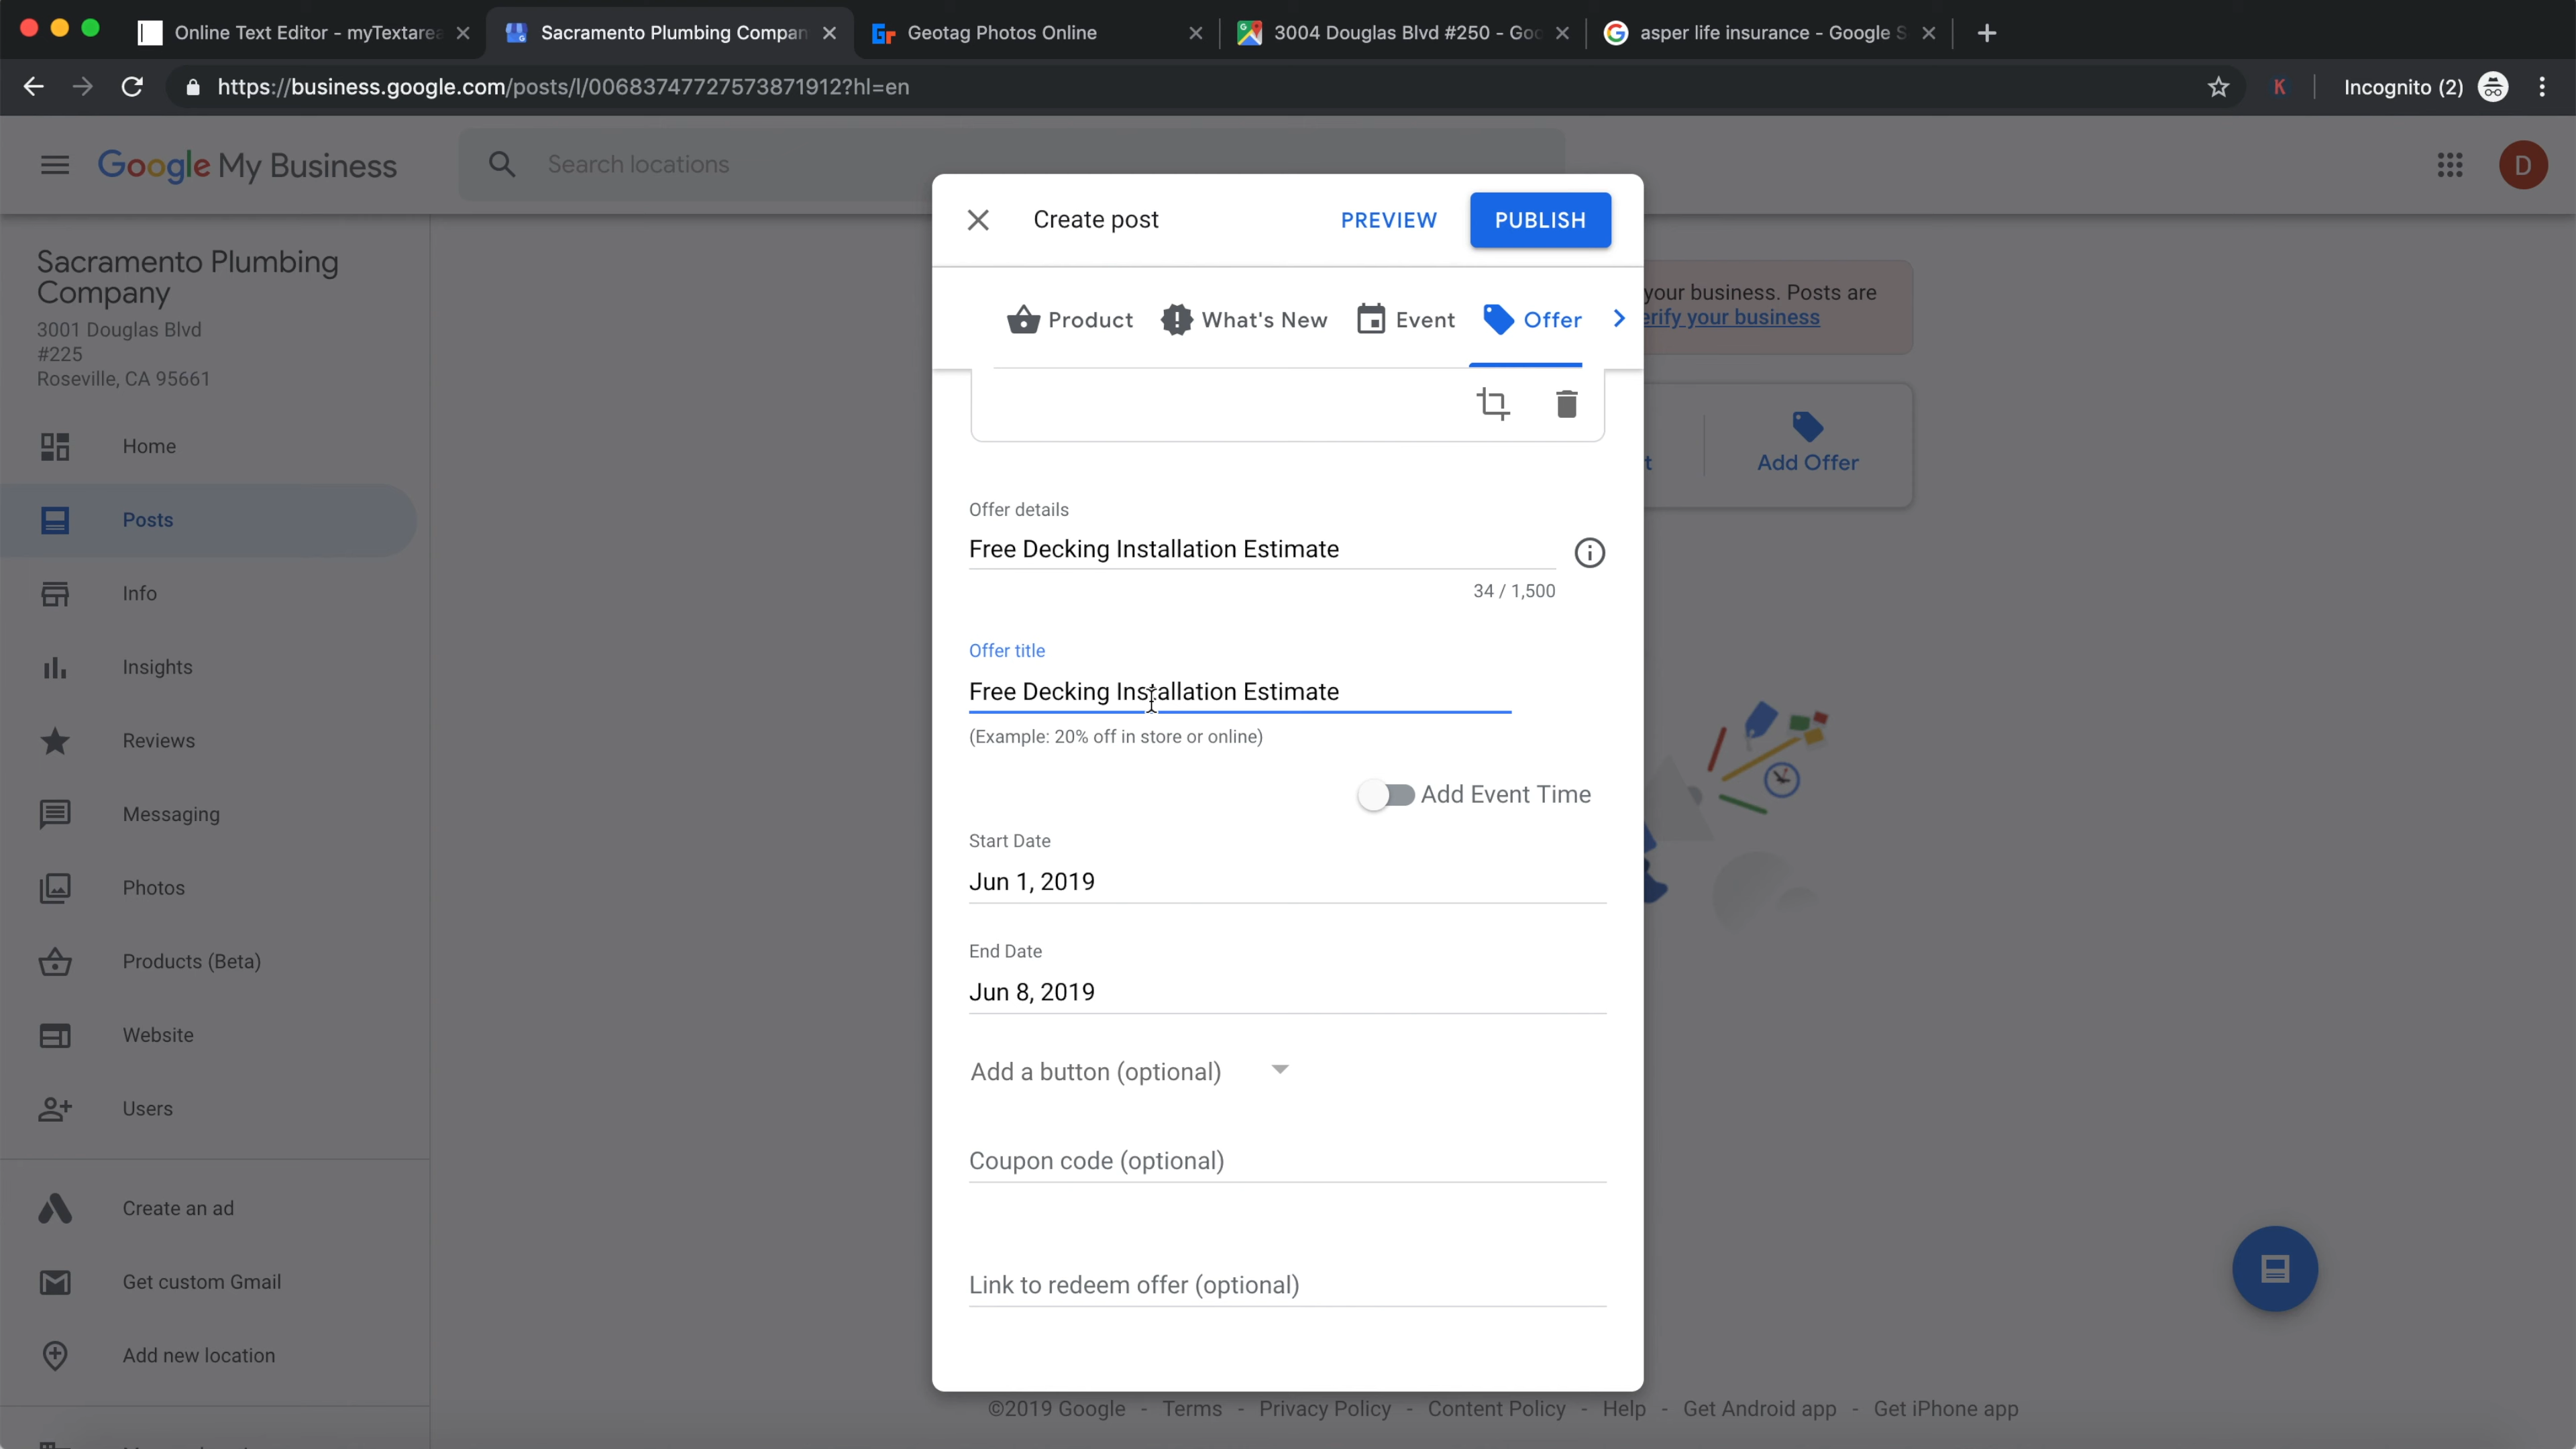 Online Text Editor - myTextarea
Sacramento Plumbing Compan
Geotag Photos Online
3004 Douglas Blvd #250 - Goo
asper life insurance - Google S
https://business.google.com/posts/l/00683747727573871912?hl=en
K
Incognito (2)
Google My Business
Search locations
D
Create post
PREVIEW
PUBLISH
Sacramento Plumbing
Company
3001 Douglas Blvd
#225
Roseville, CA 95661
Product
What's New
Event
Offer
your business. Posts are
erify your business
Home
Posts
Info
Insights
Reviews
Messaging
Photos
Products (Beta)
Website
Users
Create an ad
Get custom Gmail
Add new location
t
Add Offer
Offer details
Free Decking Installation Estimate
34 / 1,500
Offer title
Free Decking Installation Estimate
(Example: 20% off in store or online)
Add Event Time
Start Date
Jun 1, 2019
End Date
Jun 8, 2019
Add a button (optional)
Coupon code (optional)
Link to redeem offer (optional)
©2019 Google - Terms - Privacy Policy - Content Policy - Help - Get Android app - Get iPhone app